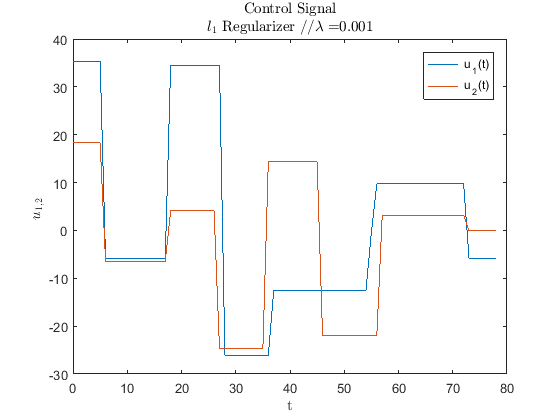 Control Signal
l₁ Regularizer //λ =0.001
40
30
20
10
0
-10
-20
-30
0 10 20 30 40 50 60 70 80
t
u₁,₂
u₁(t)
u₂(t)